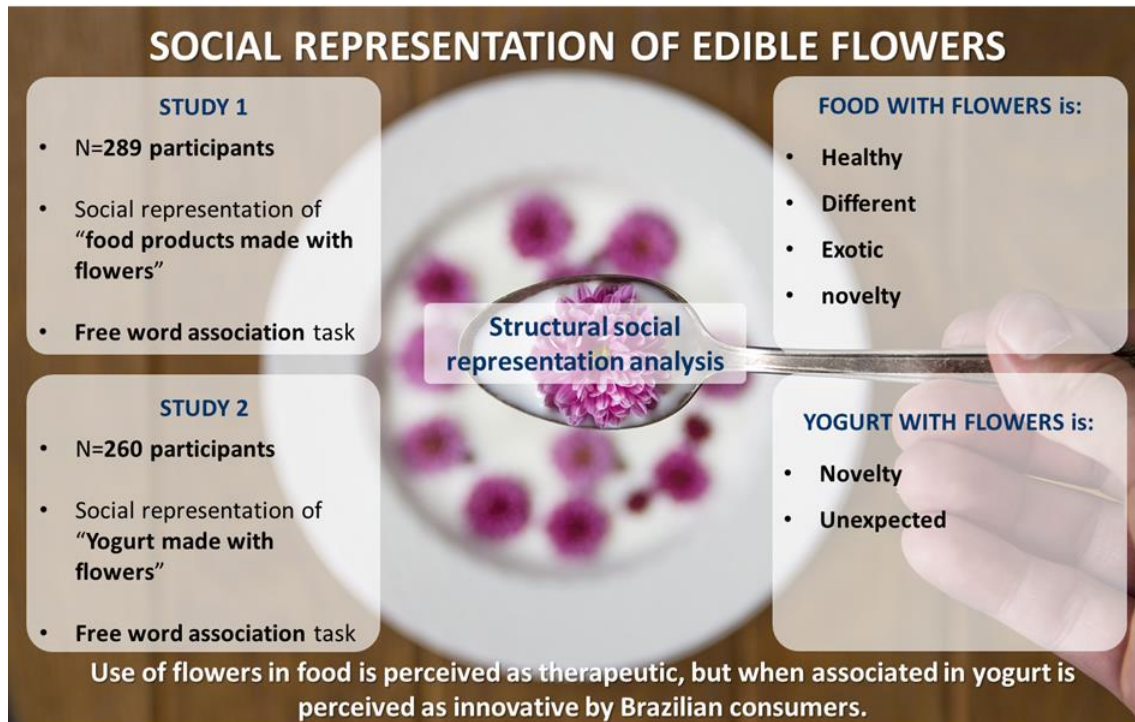 SOCIAL REPRESENTATION OF EDIBLE FLOWERS
STUDY 1
• N=289 participants
• Social representation of
“food products made with
flowers”
• Free word association task
STUDY 2
• N=260 participants
• Social representation of
“Yogurt made with
flowers”
• Free word association task
Structural social
representation analysis
FOOD WITH FLOWERS is:
• Healthy
• Different
• Exotic
• novelty
YOGURT WITH FLOWERS is:
• Novelty
• Unexpected
Use of flowers in food is perceived as therapeutic, but when associated in yogurt is
perceived as innovative by Brazilian consumers.